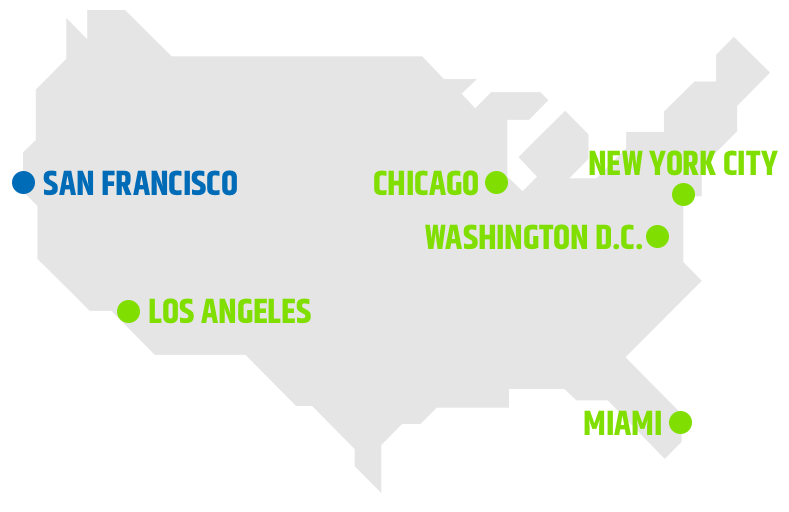 NEW YORK CITY
SAN FRANCISCO
CHICAGO
WASHINGTON D.C.
LOS ANGELES
MIAMI